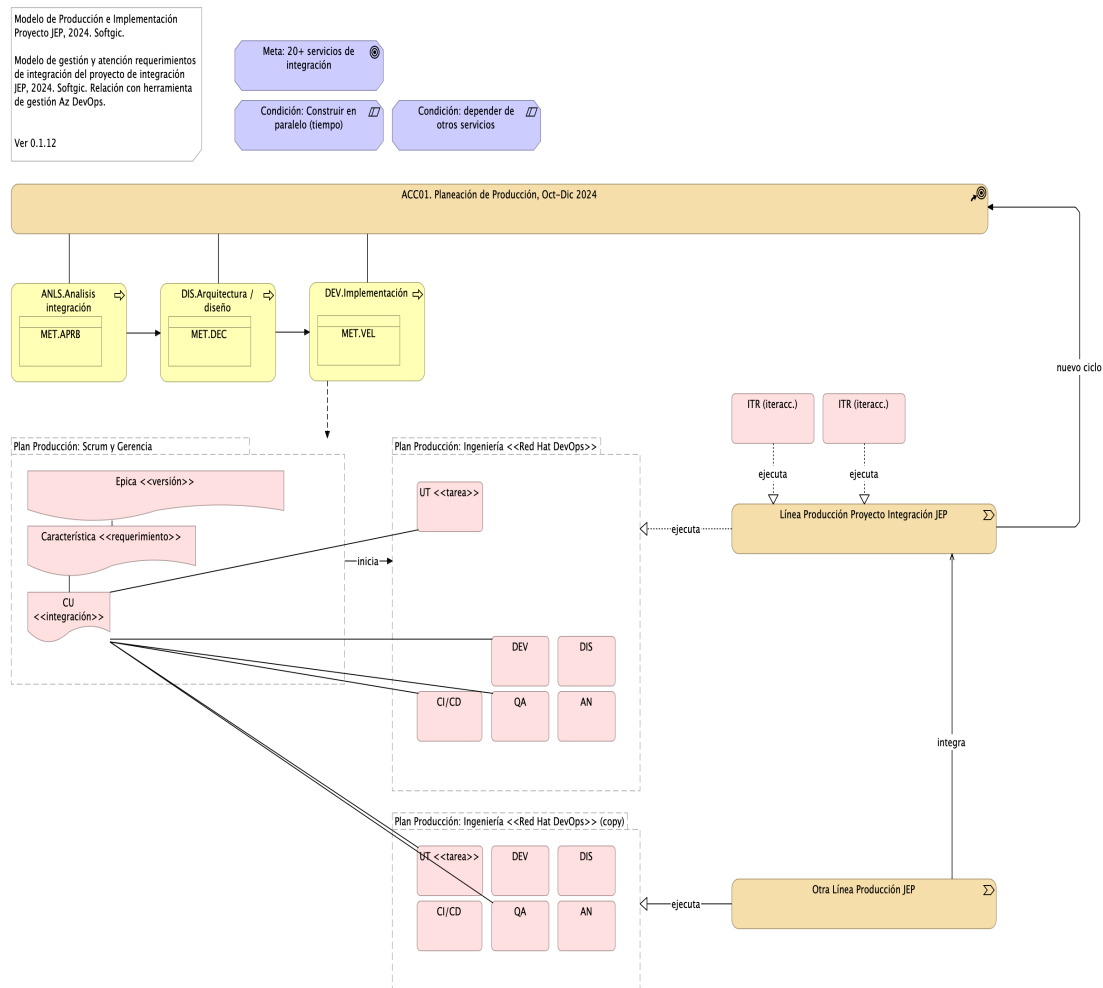 Modelo de Producción e Implementación
Proyecto JEP, 2024. Softgic.
Modelo de gestión y atención requerimientos
de integración del proyecto de integración
JEP, 2024. Softgic. Relación con herramienta
de gestión Az DevOps.
Ver 0.1.12
Meta: 20+ servicios de
integración
Condición: Construir en
paralelo (tiempo)
Condición: depender de
otros servicios
ACC01. Planeación de Producción, Oct-Dic 2024
ANLS.Analisis
integración
MET.APRB
DIS.Arquitectura /
diseño
MET.DEC
DEV.Implementación
MET.VEL
nuevo ciclo
ITR (iteracc.)
ITR (iteracc.)
ejecuta
ejecuta
Plan Producción: Scrum y Gerencia
Epica <<versión>>
Característica <<requerimiento>>
CU
<<integración>>
inicia
Plan Producción: Ingeniería <<Red Hat DevOps>>
UT <<tarea>>
DEV
DIS
CI/CD
QA
AN
ejecuta
Línea Producción Proyecto Integración JEP
integra
Plan Producción: Ingeniería <<Red Hat DevOps>> (copy)
UT <<tarea>>
DEV
DIS
CI/CD
QA
AN
ejecuta
Otra Línea Producción JEP